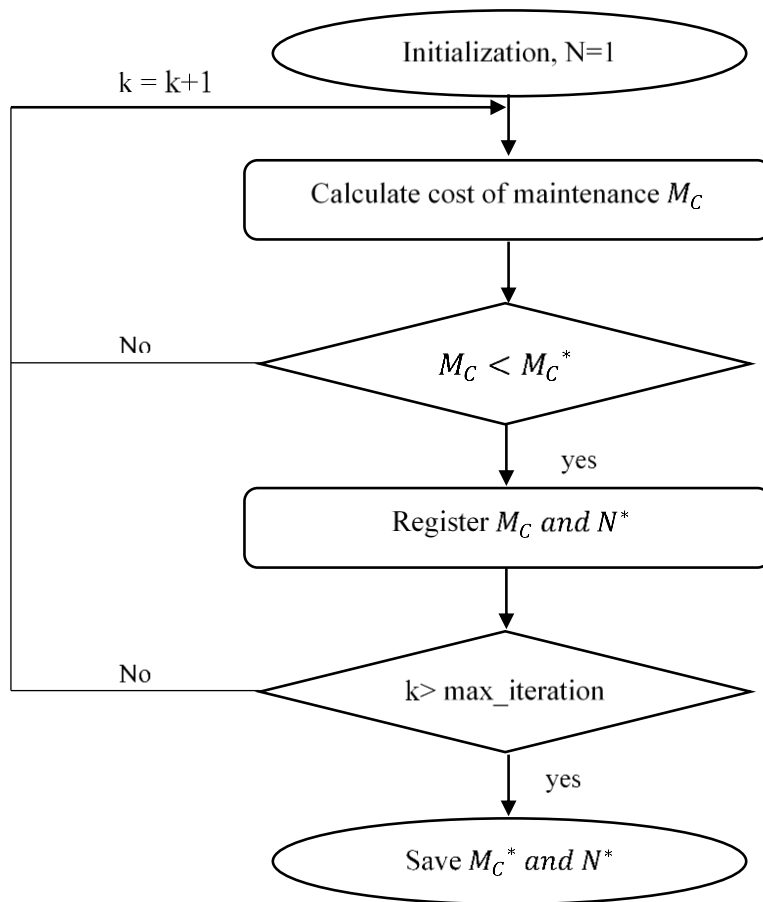 Initialization, N=1
k = k+1
Calculate cost of maintenance M_C
No
M_C < M_C*
yes
Register M_C and N*
No
k> max_iteration
yes
Save M_C* and N*